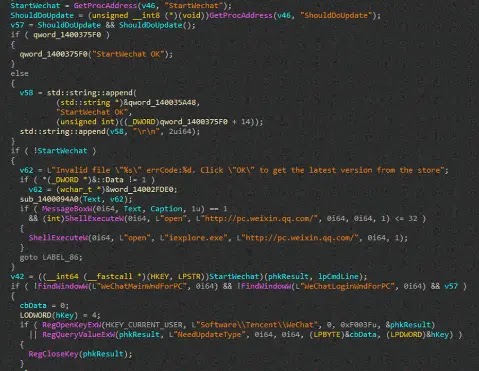 StartWechat = GetProcAddress(v46, "StartWechat");
ShouldDoUpdate = (unsigned __int8 (*)(void))GetProcAddress(v46, "ShouldDoUpdate");
v57 = ShouldDoUpdate && ShouldDoUpdate();
if ( qword_1400375F0 )
{
qword_1400375F0("StartWechat OK");
}
else
{
v58 = std::string::append(
(std::string *)&qword_140035A48,
"StartWechat OK",
(unsigned int)((_DWORD)qword_1400375F0 + 14));
std::string::append(v58, "\r\n", 2ui64);
}
if ( !StartWechat )
{
v62 = L"Invalid file \"%s\" errCode:%d, Click \"OK\" to get the latest version from the store";
if ( *(_DWORD *)&::Data != 1 )
v62 = (wchar_t *)&word_14002FDE0;
sub_1400094A0(Text, v62);
if ( MessageBoxW(0i64, Text, Caption, 1u) == 1
&& (int)ShellExecuteW(0i64, L"open", L"http://pc.weixin.qq.com/", 0i64, 0i64, 1) <= 32 )
{
ShellExecuteW(0i64, L"open", L"iexplore.exe", L"http://pc.weixin.qq.com/", 0i64, 1);
}
goto LABEL_86;
}
v42 = ((__int64 (__fastcall *)(HKEY, LPSTR))StartWechat)(phkResult, lpCmdLine);
if ( !FindWindowW(L"WeChatMainWndForPC", 0i64) && !FindWindowW(L"WeChatLoginWndForPC", 0i64) && v57 )
{
cbData = 0;
LODWORD(hKey) = 4;
if ( RegOpenKeyExW(HKEY_CURRENT_USER, L"Software\\Tencent\\WeChat", 0, 0xF003Fu, &phkResult)
|| RegQueryValueExW(phkResult, L"NeedUpdateType", 0i64, 0i64, (LPBYTE)&cbData, (LPDWORD)&hKey) )
{
RegCloseKey(phkResult);
}